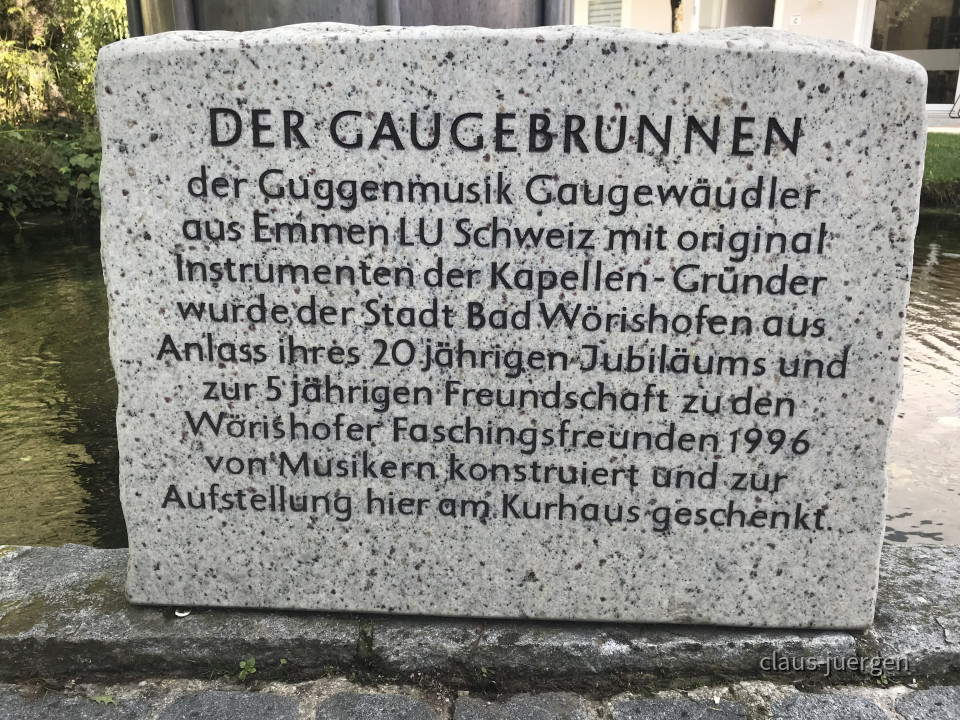 DER GAUGEBRUNNEN
der Guggenmusik Gaugewäudler
aus Emmen LU Schweiz mit original
Instrumenten der Kapellen-Gründer
wurde der Stadt Bad Wörishofen aus
Anlass ihres 20 jährigen Jubiläums und
zur 5 jährigen Freundschaft zu den
Wörishofer Faschingsfreunden 1996
von Musikern konstruiert und zur
Aufstellung hier am Kurhaus geschenkt.
claus-juergen